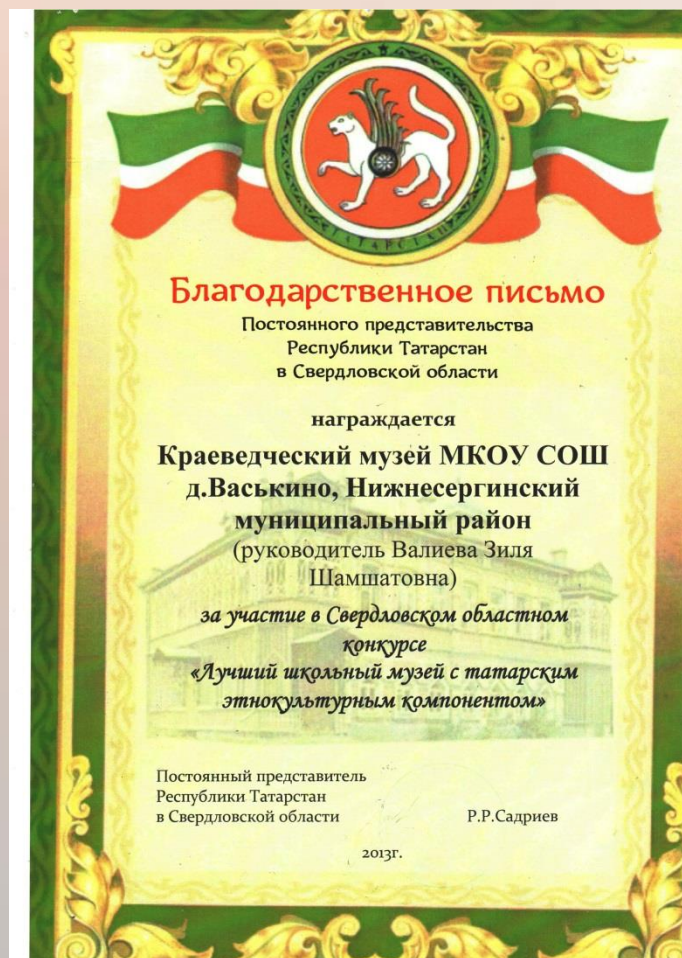 ТАТАРСТАН
Благодарственное письмо
Постоянного представительства
Республики Татарстан
в Свердловской области
награждается
Краеведческий музей МКОУ СОШ
д.Васькино, Нижнесергинский
муниципальный район
(руководитель Валиева Зиля
Шамшатовна)
за участие в Свердловском областном
конкурсе
«Лучший школьный музей с татарским
этнокультурным компонентом»
Постоянный представитель
Республики Татарстан
в Свердловской области Р.Р.Садриев
2013г.